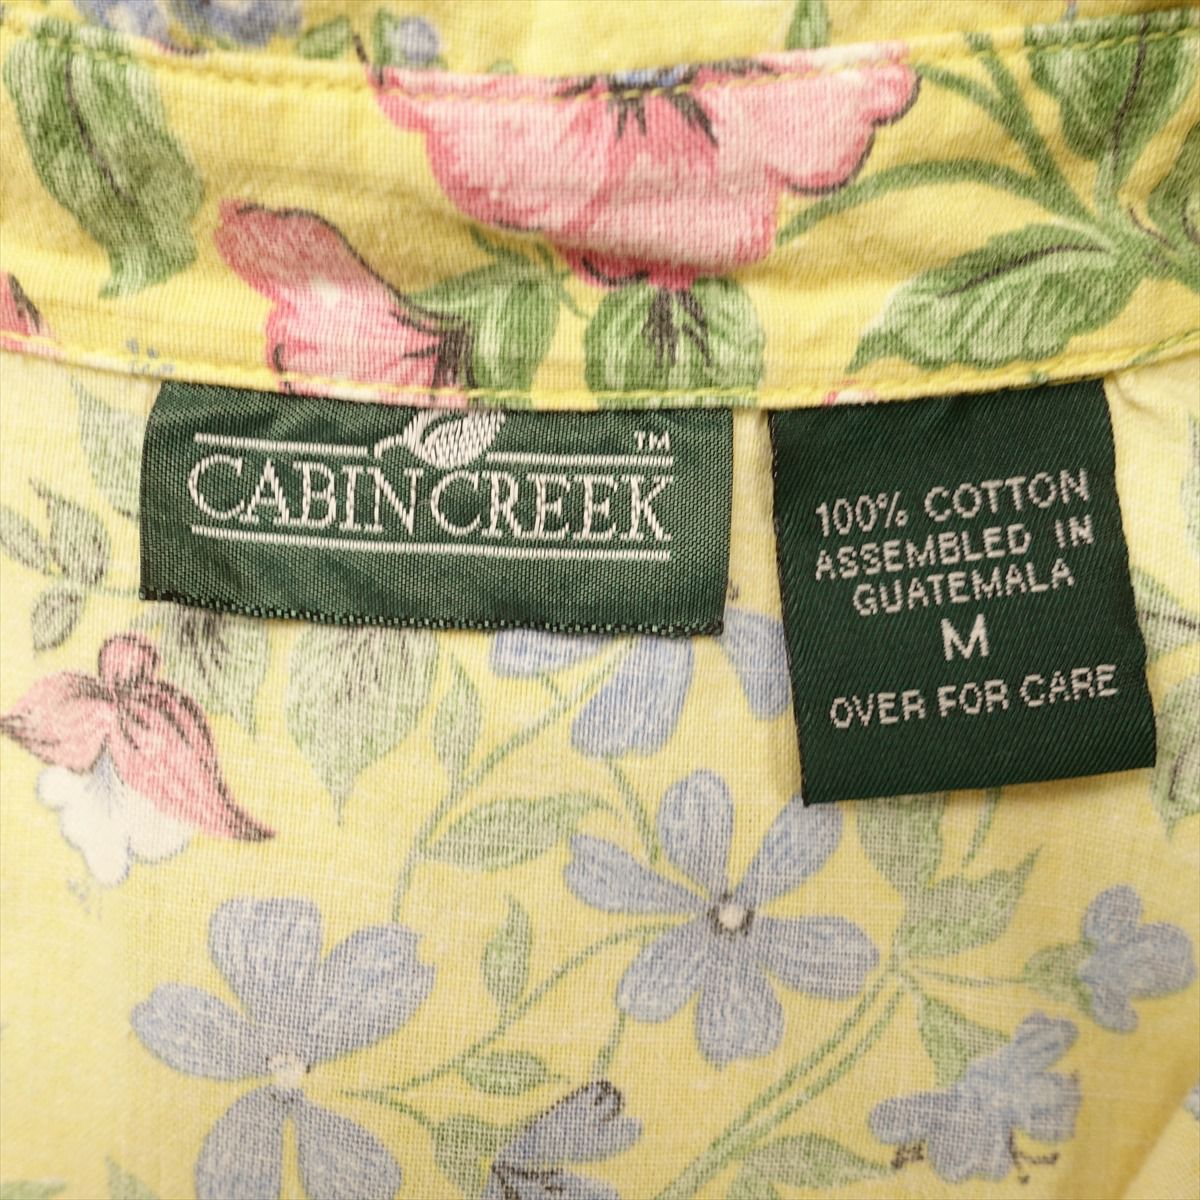 CABIN CREEK ™
100% COTTON
ASSEMBLED IN
GUATEMALA
M
OVER FOR CARE